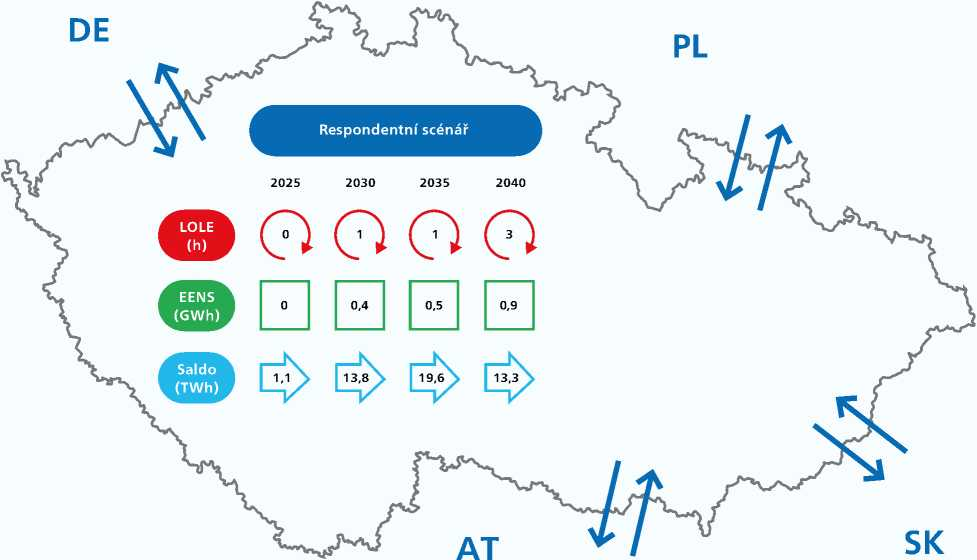 DE
PL
Respondentní scénář
2025 2030 2035 2040
LOLE
(h)
0 1 1 3
EENS
(GWh)
0 0,4 0,5 0,9
Saldo
(TWh)
1,1 13,8 19,6 13,3
AT
SK